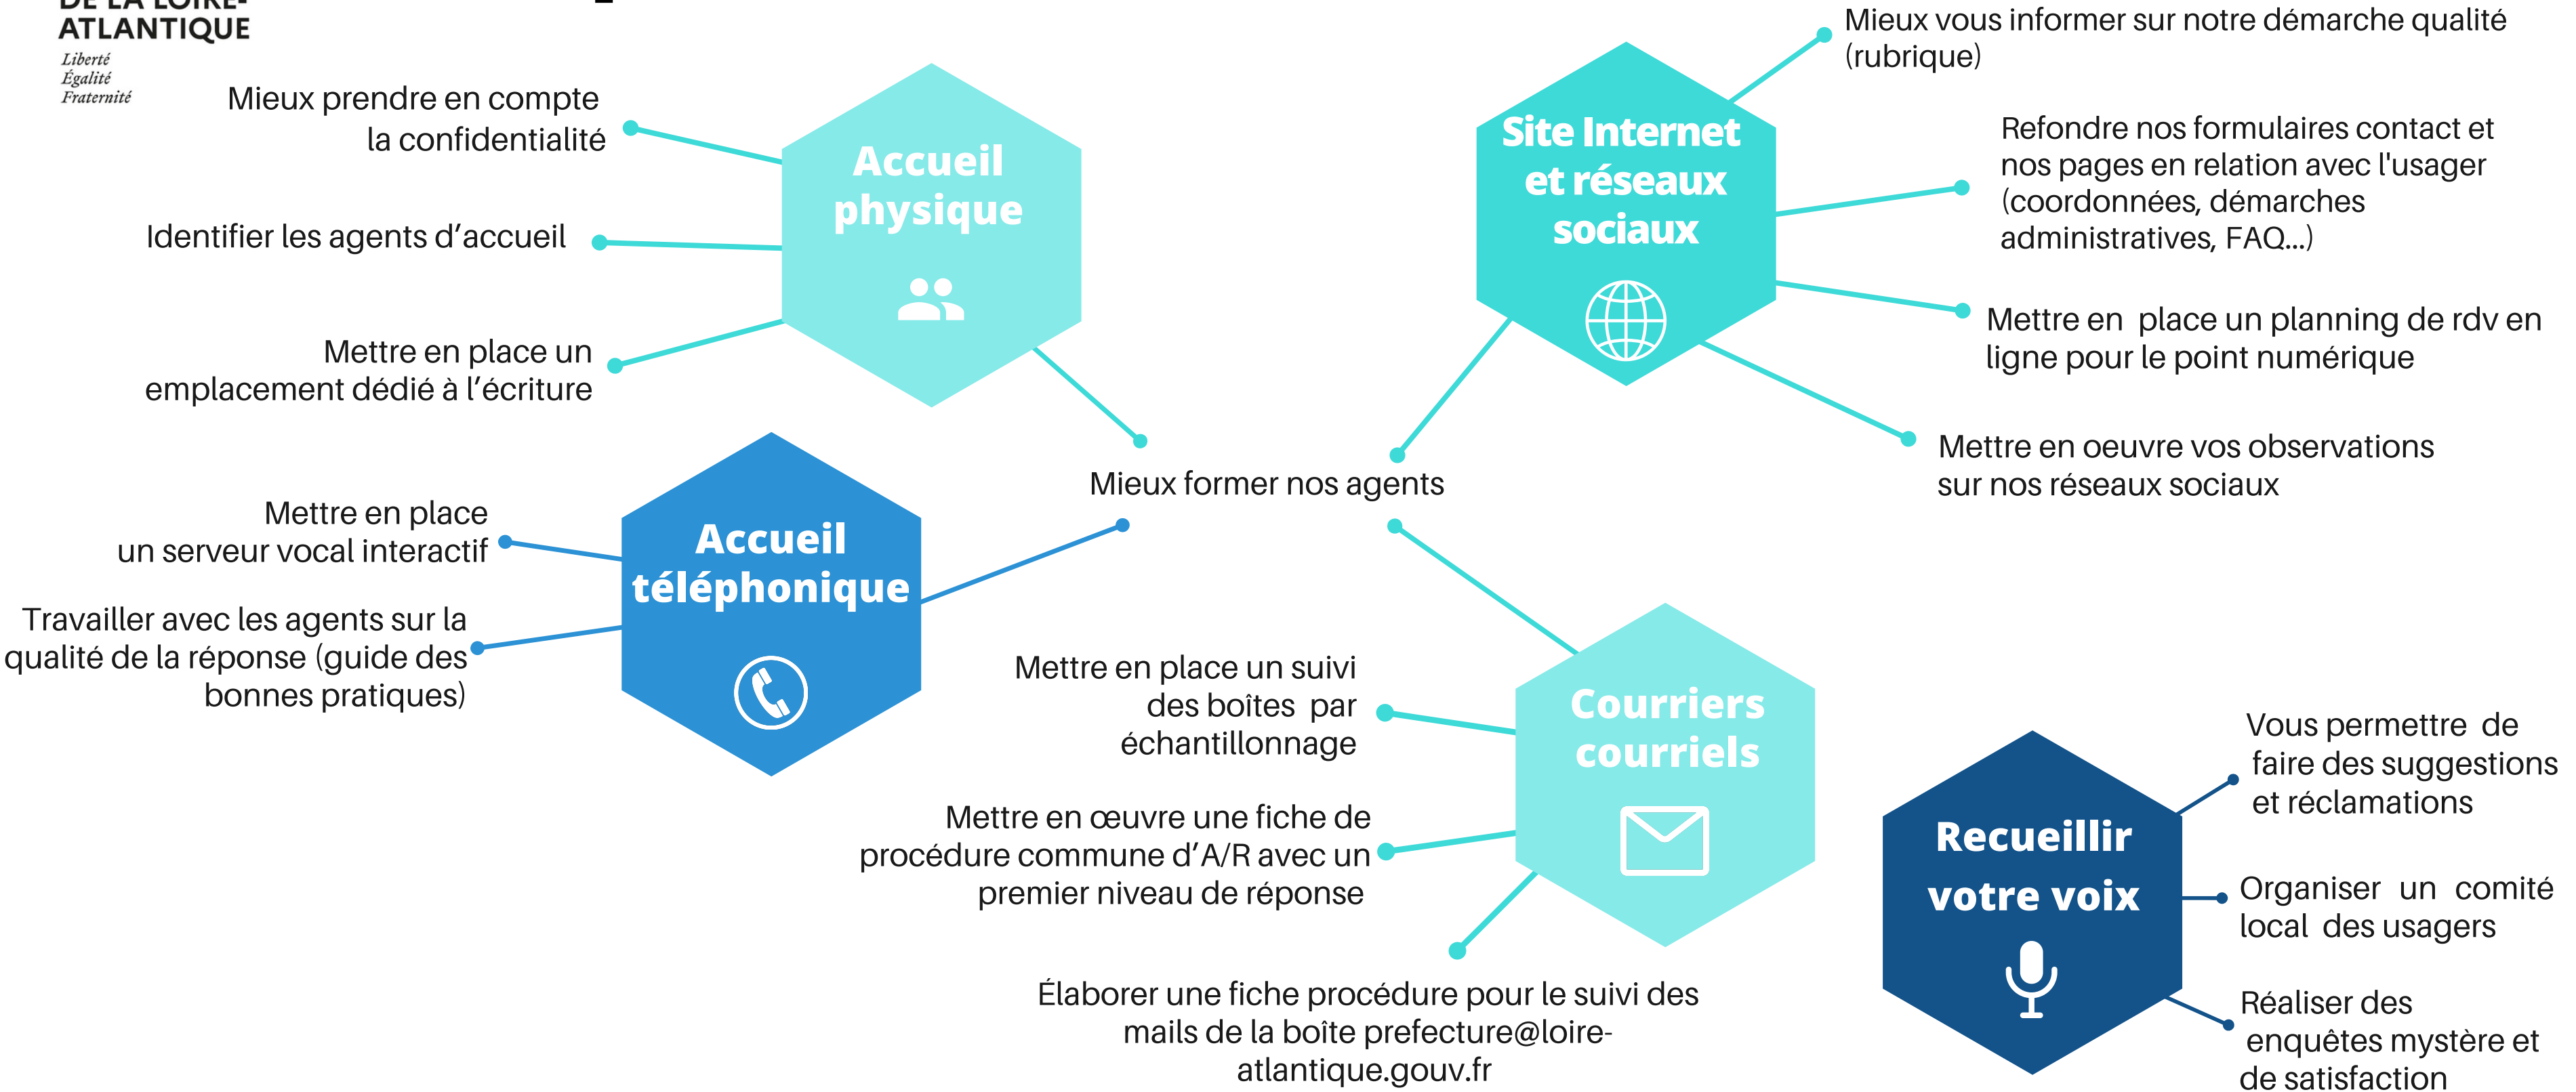 DE LA LOIRE-
ATLANTIQUE
Liberté
Égalité
Fraternité
Mieux prendre en compte
la confidentialité
Identifier les agents d’accueil
Mettre en place un
emplacement dédié à l’écriture
Accueil
physique
Site Internet
et réseaux
sociaux
Mieux vous informer sur notre démarche qualité
(rubrique)
Refondre nos formulaires contact et
nos pages en relation avec l'usager
(coordonnées, démarches
administratives, FAQ...)
Mettre en  place un planning de rdv en
ligne pour le point numérique
Mettre en oeuvre vos observations
sur nos réseaux sociaux
Mieux former nos agents
Mettre en place
un serveur vocal interactif
Travailler avec les agents sur la
qualité de la réponse (guide des
bonnes pratiques)
Accueil
téléphonique
Mettre en place un suivi
des boîtes  par
échantillonnage
Mettre en œuvre une fiche de
procédure commune d’A/R avec un
premier niveau de réponse
Élaborer une fiche procédure pour le suivi des
mails de la boîte prefecture@loire-
atlantique.gouv.fr
Courriers
courriels
Recueillir
votre voix
Vous permettre  de
faire des suggestions
et réclamations
Organiser  un  comité
local  des usagers
Réaliser des
enquêtes mystère et
de satisfaction